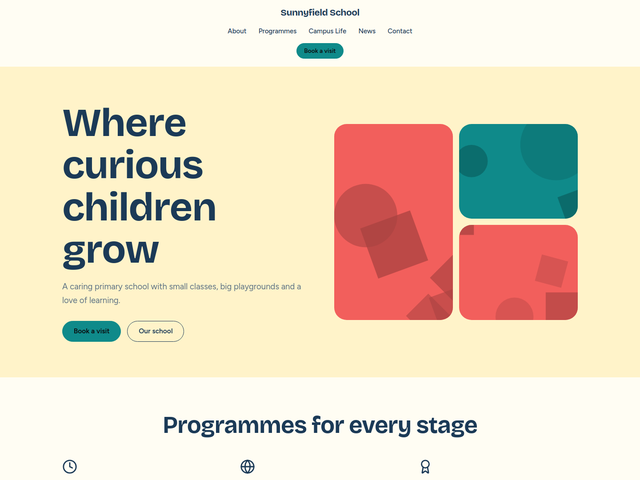 Sunnyfield School
About Programmes Campus Life News Contact
Book a visit
Where
curious
children
grow
A caring primary school with small classes, big playgrounds and a
love of learning.
Book a visit Our school
Programmes for every stage